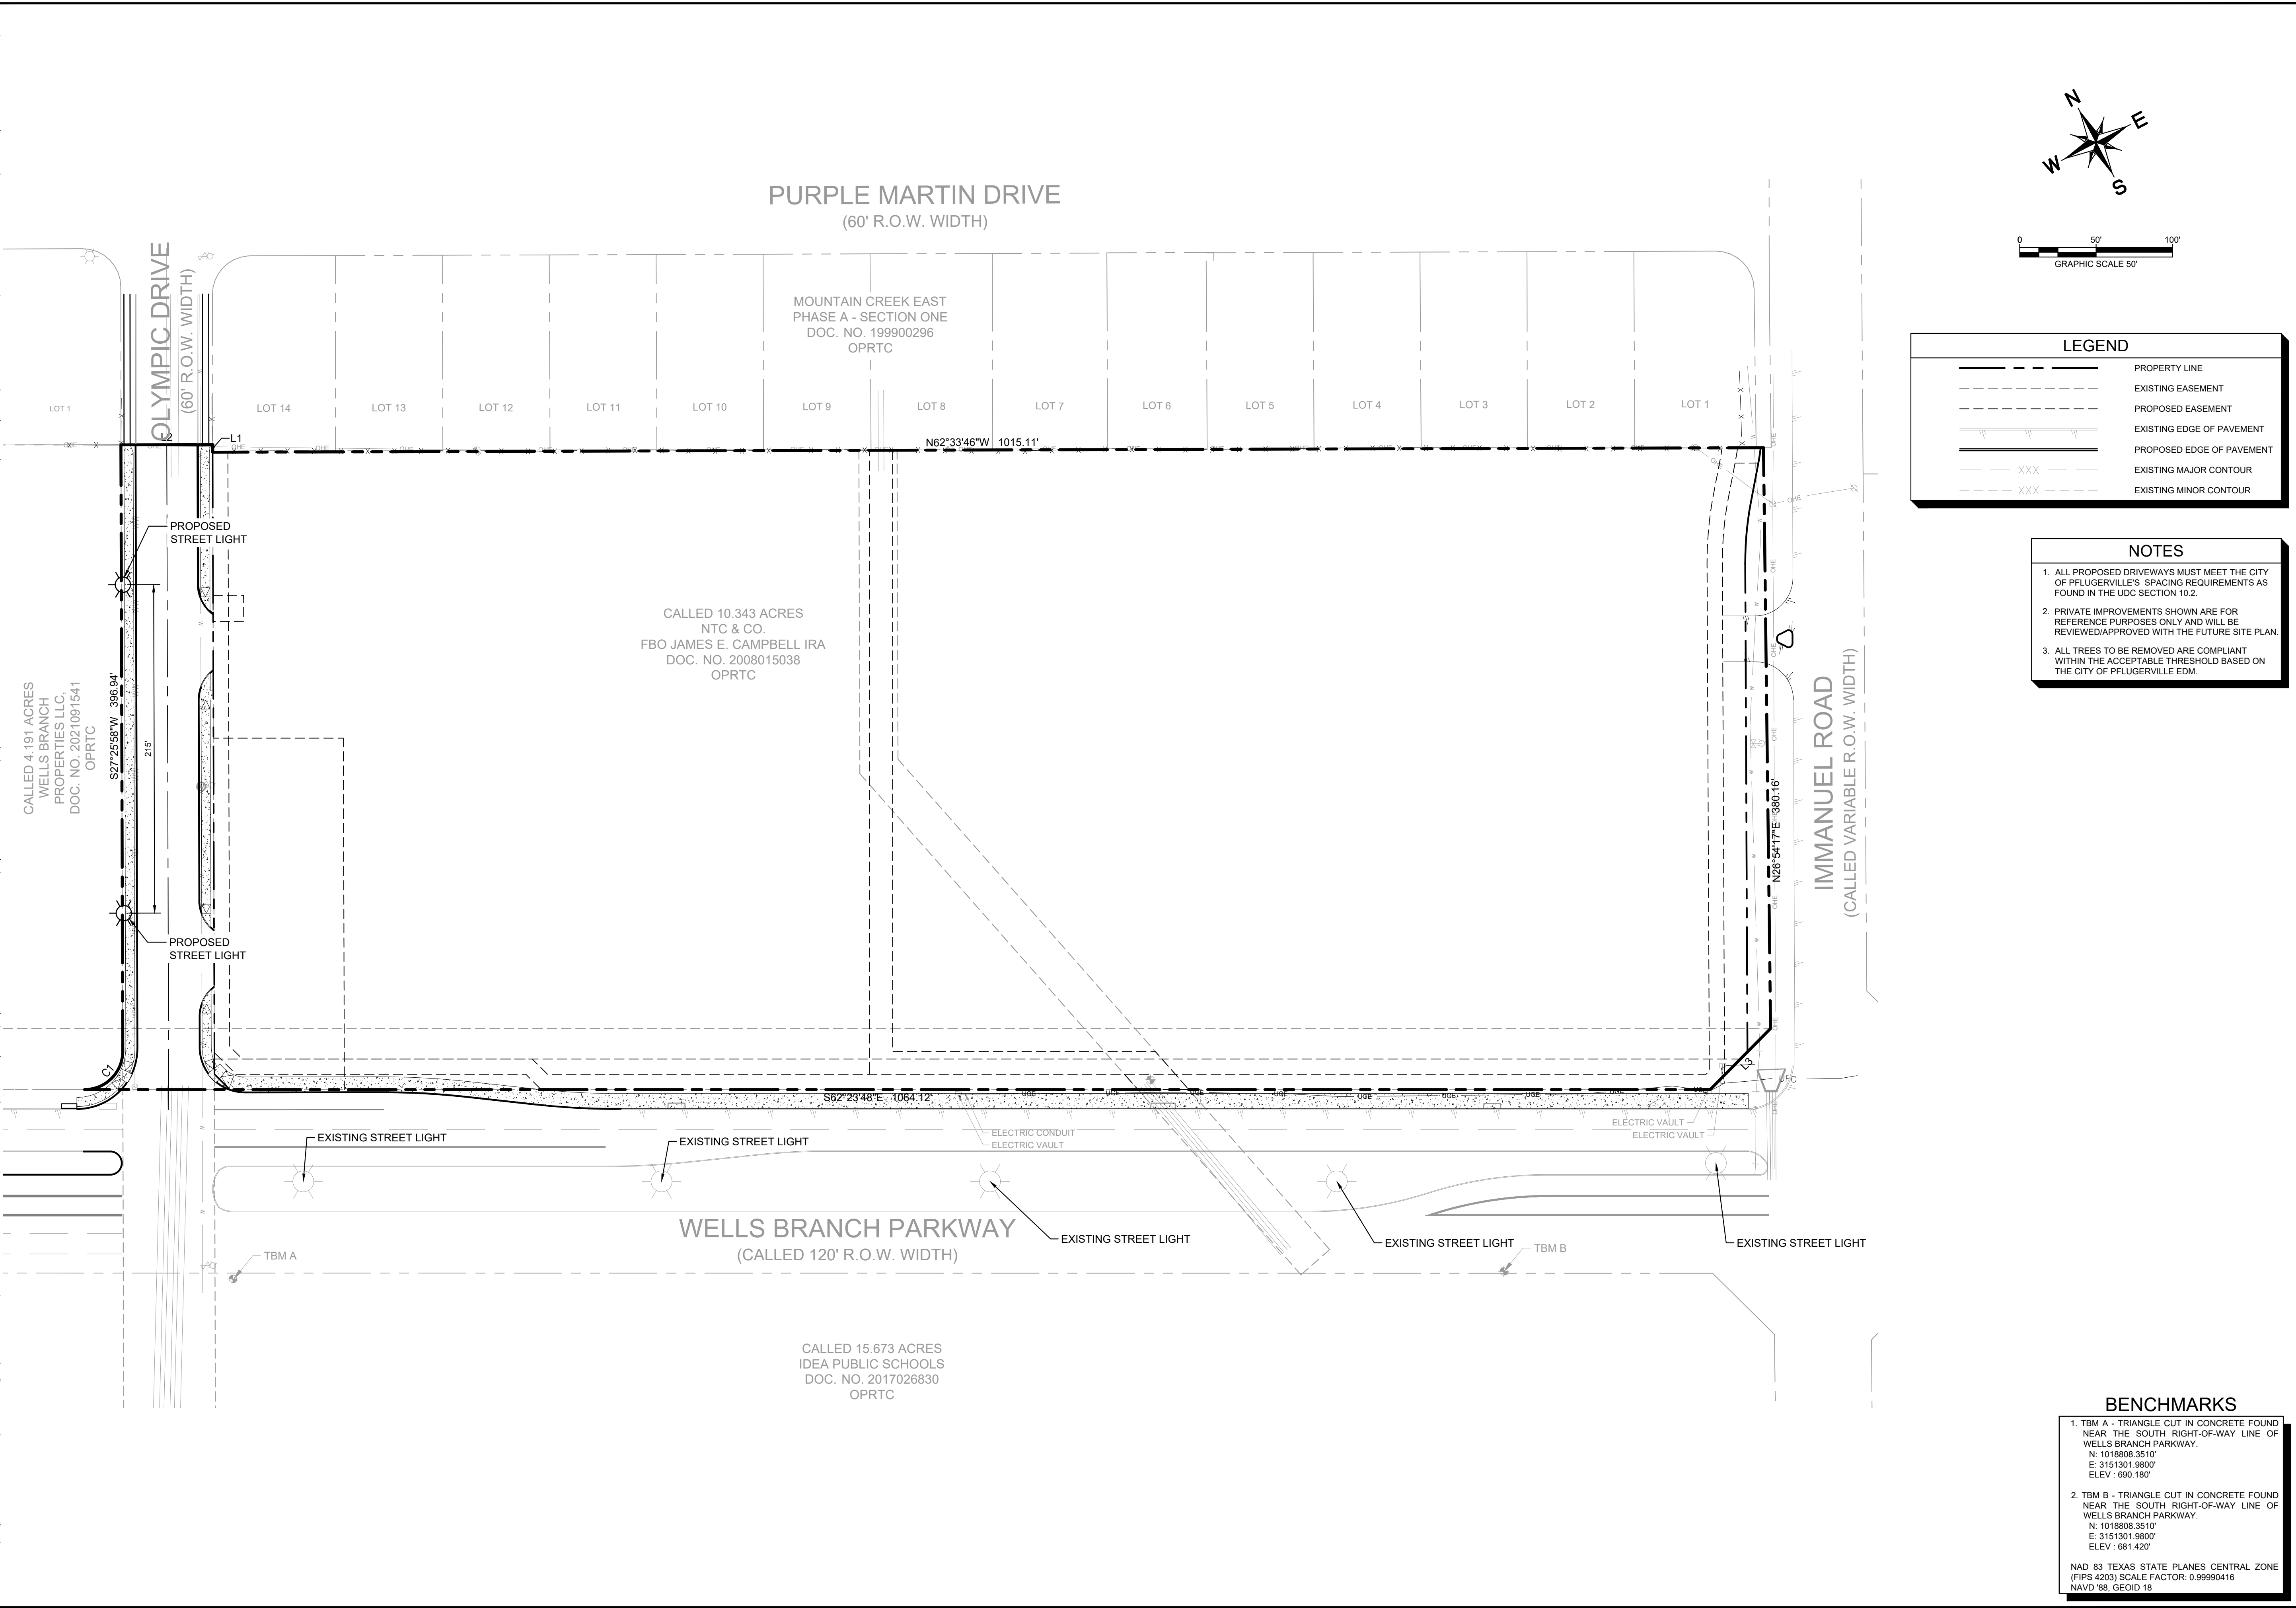 PURPLE MARTIN DRIVE
(60' R.O.W. WIDTH)
N
E
W
S
0
50'
100'
GRAPHIC SCALE 50'
OLYMPIC DRIVE
(60' R.O.W. WIDTH)
MOUNTAIN CREEK EAST
PHASE A - SECTION ONE
DOC. NO. 199900296
OPRTC
LOT 1
LOT 14
LOT 13
LOT 12
LOT 11
LOT 10
LOT 9
LOT 8
LOT 7
LOT 6
LOT 5
LOT 4
LOT 3
LOT 2
LOT 1
L2
L1
N62°33'46"W 1015.11'
LEGEND
PROPERTY LINE
EXISTING EASEMENT
PROPOSED EASEMENT
EXISTING EDGE OF PAVEMENT
PROPOSED EDGE OF PAVEMENT
XXX
EXISTING MAJOR CONTOUR
XXX
EXISTING MINOR CONTOUR
NOTES
1. ALL PROPOSED DRIVEWAYS MUST MEET THE CITY
OF PFLUGERVILLE'S SPACING REQUIREMENTS AS
FOUND IN THE UDC SECTION 10.2.
2. PRIVATE IMPROVEMENTS SHOWN ARE FOR
REFERENCE PURPOSES ONLY AND WILL BE
REVIEWED/APPROVED WITH THE FUTURE SITE PLAN.
3. ALL TREES TO BE REMOVED ARE COMPLIANT
WITHIN THE ACCEPTABLE THRESHOLD BASED ON
THE CITY OF PFLUGERVILLE EDM.
PROPOSED
STREET LIGHT
CALLED 10.343 ACRES
NTC & CO.
FBO JAMES E. CAMPBELL IRA
DOC. NO. 2008015038
OPRTC
CALLED 4.191 ACRES
WELLS BRANCH
PROPERTIES LLC,
DOC. NO. 2021091541
OPRTC
S27°25'58"W 396.94'
215'
PROPOSED
STREET LIGHT
IMMANUEL ROAD
(CALLED VARIABLE R.O.W. WIDTH)
N26°54'17"E 380.16'
OHE
OHE
OHE
OHE
C1
L3
UFO
S62°23'48"E 1064.12'
UGE
UGE
UGE
UGE
UGE
UGE
UGE
ELECTRIC CONDUIT
ELECTRIC VAULT
ELECTRIC VAULT
ELECTRIC VAULT
EXISTING STREET LIGHT
EXISTING STREET LIGHT
EXISTING STREET LIGHT
EXISTING STREET LIGHT
EXISTING STREET LIGHT
WELLS BRANCH PARKWAY
(CALLED 120' R.O.W. WIDTH)
TBM A
TBM B
CALLED 15.673 ACRES
IDEA PUBLIC SCHOOLS
DOC. NO. 2017026830
OPRTC
BENCHMARKS
1. TBM A - TRIANGLE CUT IN CONCRETE FOUND
NEAR THE SOUTH RIGHT-OF-WAY LINE OF
WELLS BRANCH PARKWAY.
N: 1018808.3510'
E: 3151301.9800'
ELEV : 690.180'
2. TBM B - TRIANGLE CUT IN CONCRETE FOUND
NEAR THE SOUTH RIGHT-OF-WAY LINE OF
WELLS BRANCH PARKWAY.
N: 1018808.3510'
E: 3151301.9800'
ELEV : 681.420'
NAD 83 TEXAS STATE PLANES CENTRAL ZONE
(FIPS 4203) SCALE FACTOR: 0.99990416
NAVD '88, GEOID 18